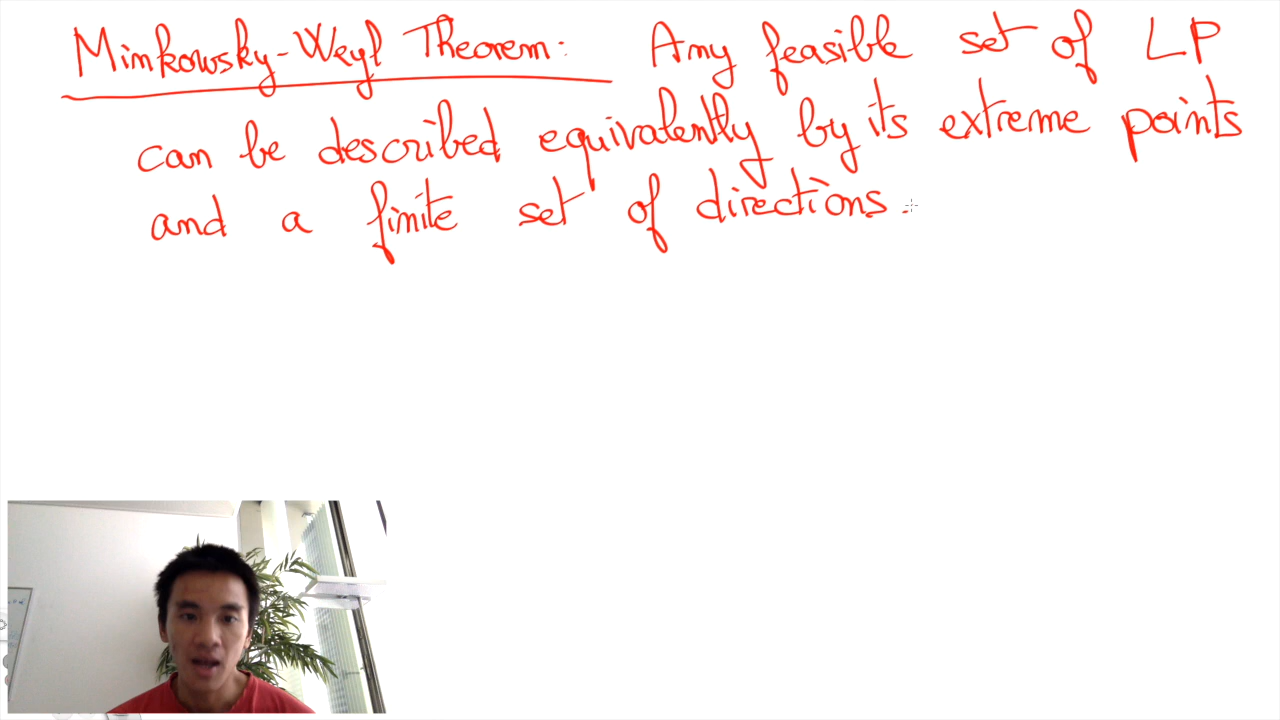 Minkowsky-Weyl Theorem: Any feasible set of LP
can be described equivalently by its extreme points
and a finite set of directions.